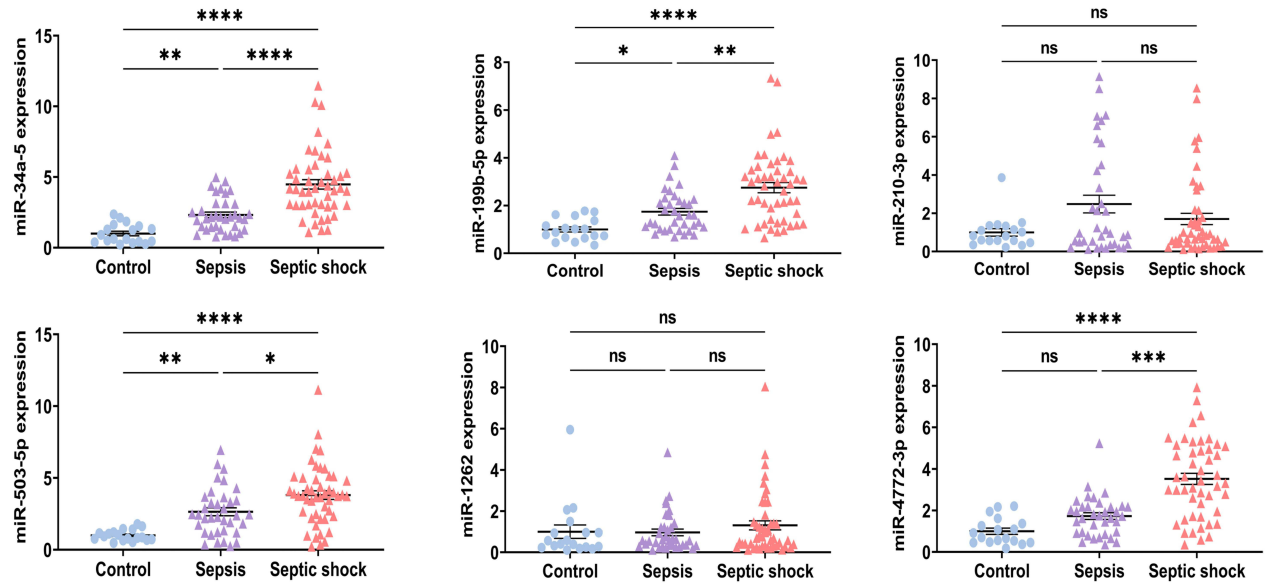 ****
** ****
miR-34a-5 expression
15
10
5
0
Control Sepsis Septic shock
****
* **
miR-199b-5p expression
8
6
4
2
0
Control Sepsis Septic shock
ns
ns ns
miR-210-3p expression
10
8
6
4
2
0
Control Sepsis Septic shock
****
** *
miR-503-5p expression
15
10
5
0
Control Sepsis Septic shock
ns
ns ns
miR-1262 expression
10
8
6
4
2
0
Control Sepsis Septic shock
****
ns ***
miR-4772-3p expression
10
8
6
4
2
0
Control Sepsis Septic shock